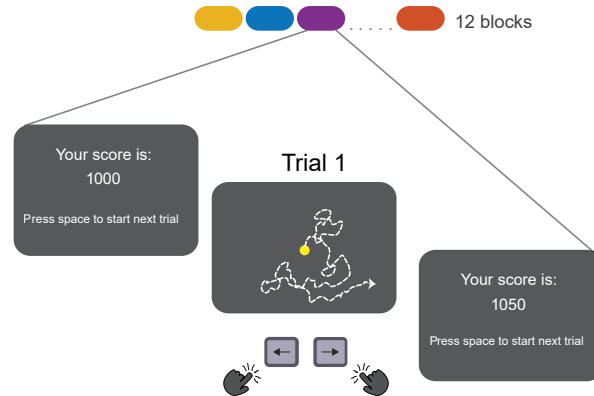 12 blocks
Your score is:
1000
Press space to start next trial
Trial 1
Your score is:
1050
Press space to start next trial